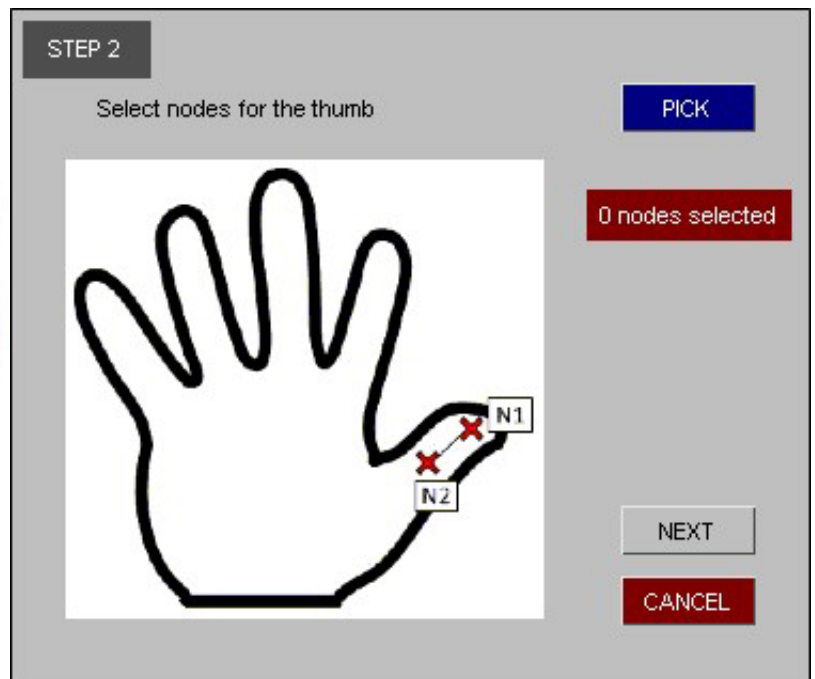 STEP 2
Select nodes for the thumb
PICK
0 nodes selected
N1
N2
NEXT
CANCEL